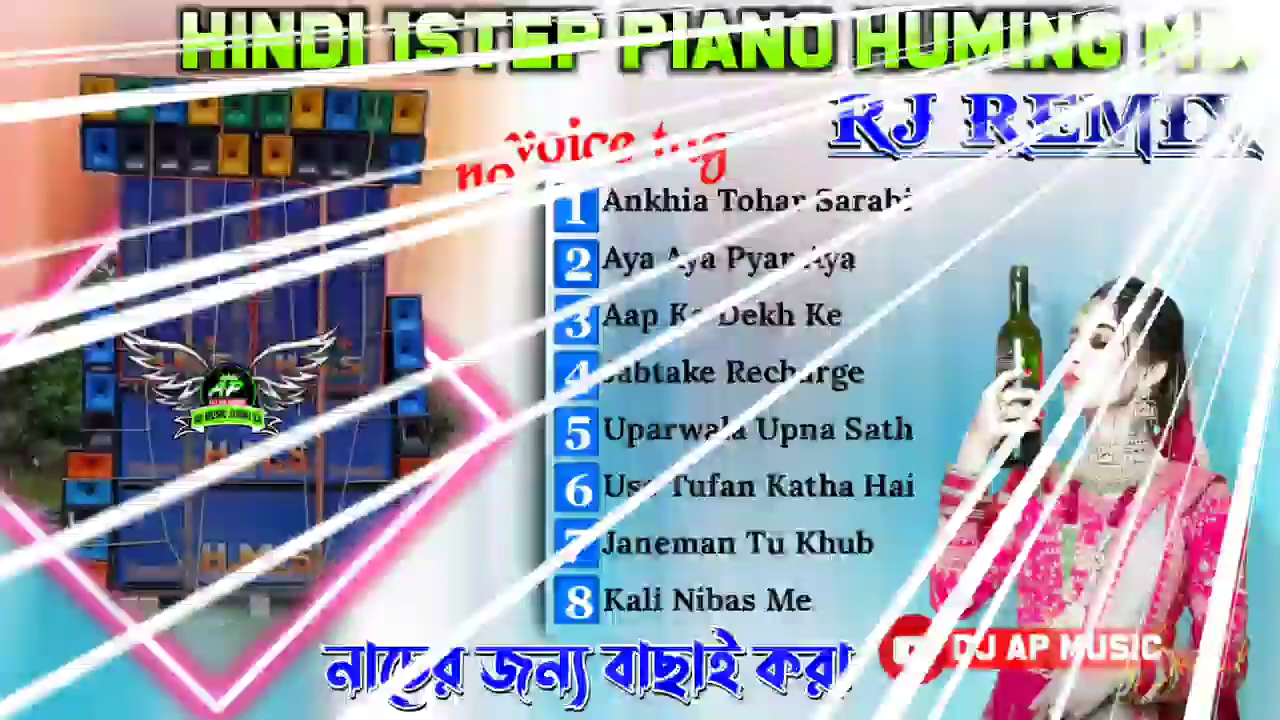 HINDI 1STEP PIANO HUMING MIX
RJ REMIX
no voice tag
1 Ankhia Tohar Sarabi
2 Aya Aya Pyar Aya
3 Aap Ke Dekh Ke
4 Jabtake Recharge
5 Uparwala Upna Sath
6 Use Tufan Katha Hai
7 Janeman Tu Khub
8 Kali Nibas Me
AP
নাচের জন্য বাছাই করা
DJ AP MUSIC